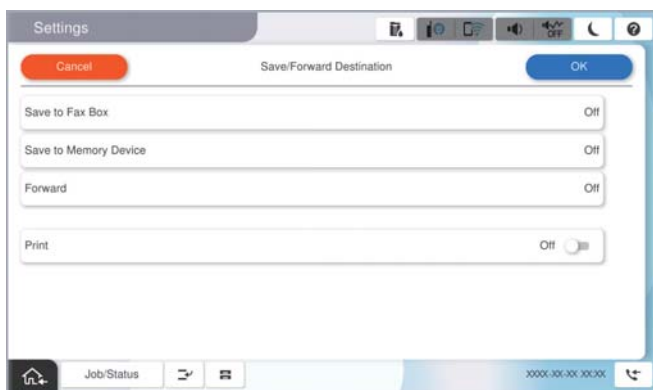 Settings
OFF
Cancel Save/Forward Destination OK
Save to Fax Box Off
Save to Memory Device Off
Forward Off
Print Off
Job/Status XXXX-XX-XX XX:XX